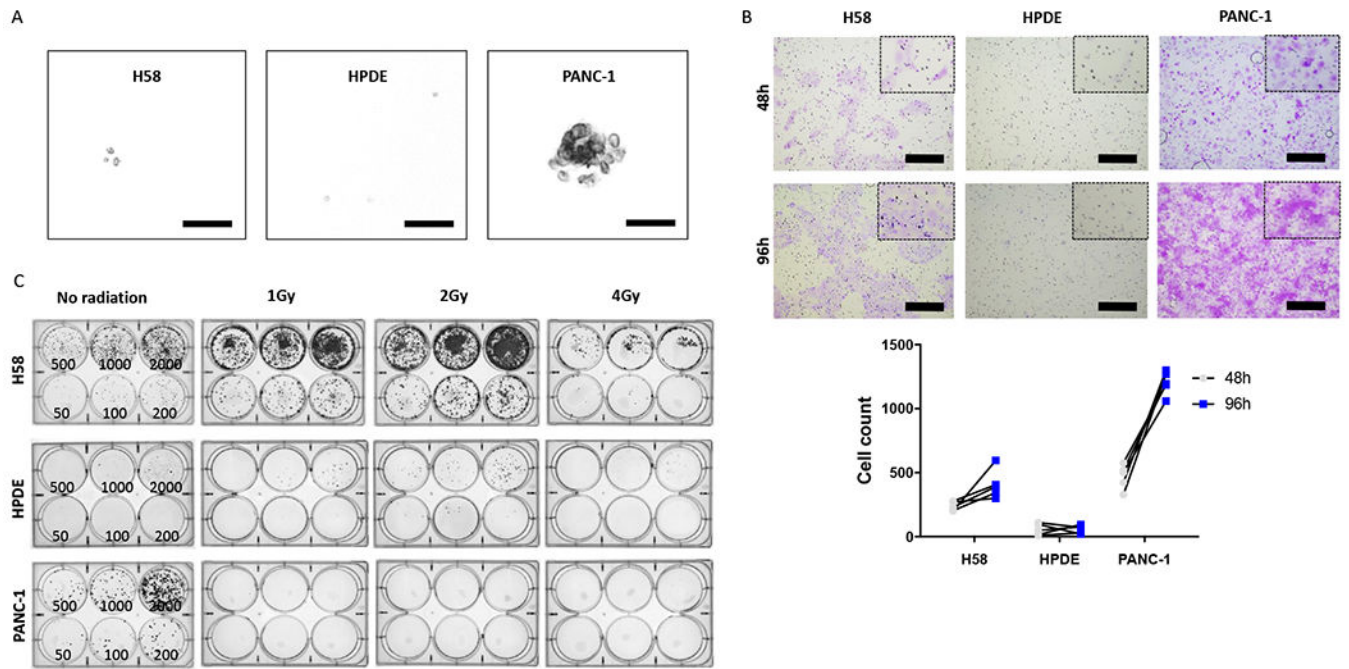 A
H58 HPDE PANC-1
B
H58 HPDE PANC-1
48h
96h
C
No radiation 1Gy 2Gy 4Gy
H58
500 1000 2000
50 100 200
HPDE
500 1000 2000
50 100 200
PANC-1
500 1000 2000
50 100 200
Cell count
1500
1000
500
0
H58 HPDE PANC-1
48h
96h